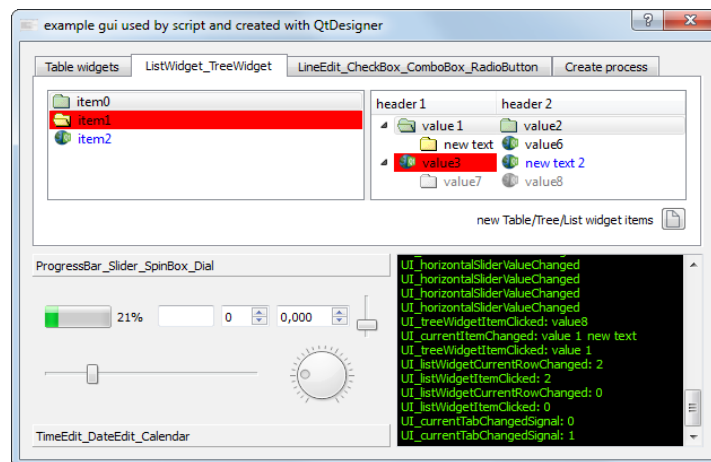 example gui used by script and created with QtDesigner
Table widgets ListWidget_TreeWidget LineEdit_CheckBox_ComboBox_RadioButton Create process
item0
item1
item2
header 1 header 2
value 1 value2
new text value6
value3 new text 2
value7 value8
new Table/Tree/List widget items
ProgressBar_Slider_SpinBox_Dial
21% 0 0,000
TimeEdit_DateEdit_Calendar
UI_horizontalSliderValueChanged
UI_horizontalSliderValueChanged
UI_horizontalSliderValueChanged
UI_horizontalSliderValueChanged
UI_treeWidgetItemClicked: value8
UI_currentItemChanged: value 1 new text
UI_treeWidgetItemClicked: value 1
UI_listWidgetCurrentRowChanged: 2
UI_listWidgetItemClicked: 2
UI_listWidgetCurrentRowChanged: 0
UI_listWidgetItemClicked: 0
UI_currentTabChangedSignal: 0
UI_currentTabChangedSignal: 1